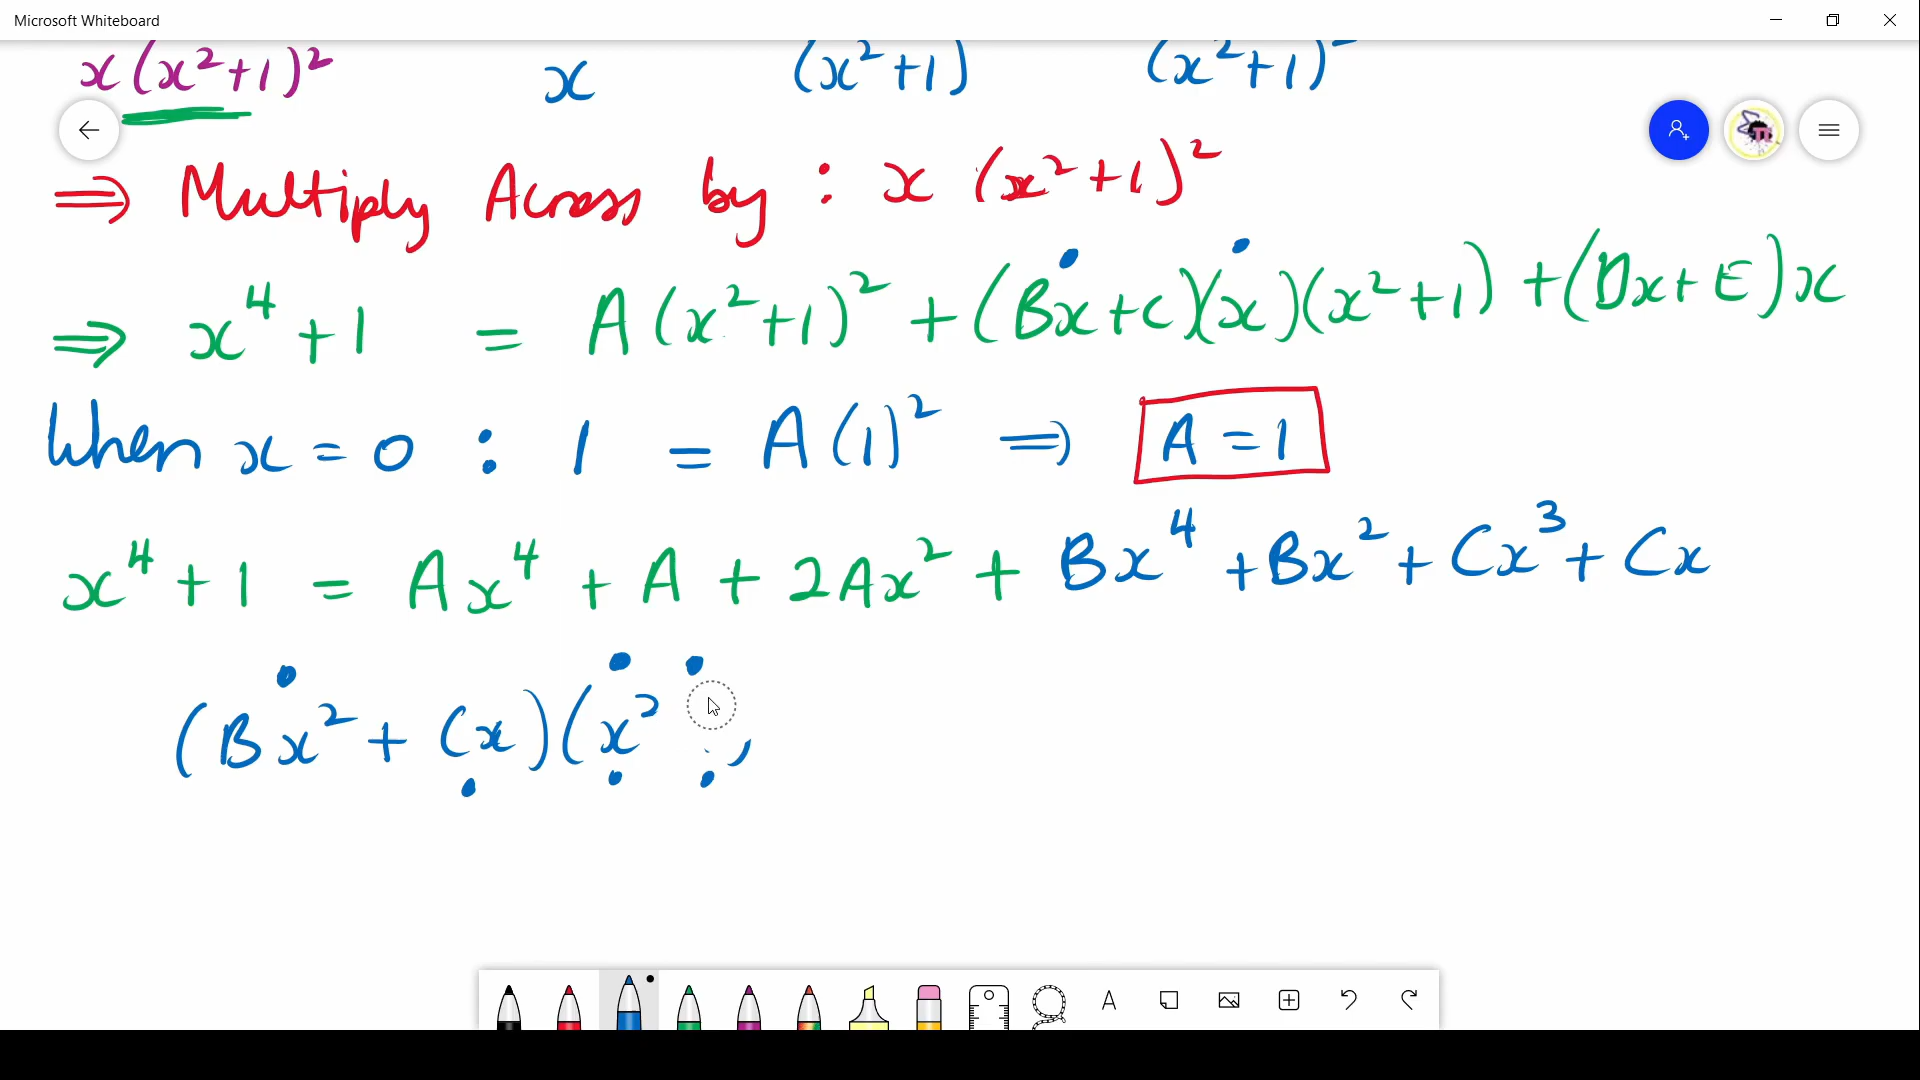 Microsoft Whiteboard
x(x²+1)² x (x²+1) (x²+1)²
⇒ Multiply Across by : x (x²+1)²
⇒ x⁴+1 = A(x²+1)² + (Bx+C)(x)(x²+1) + (Dx+E)x
When x = 0 : 1 = A(1)² ⇒ A = 1
x⁴ + 1 = Ax⁴ + A + 2Ax² + Bx⁴ + Bx² + Cx³ + Cx
(Bx² + Cx)(x²
A